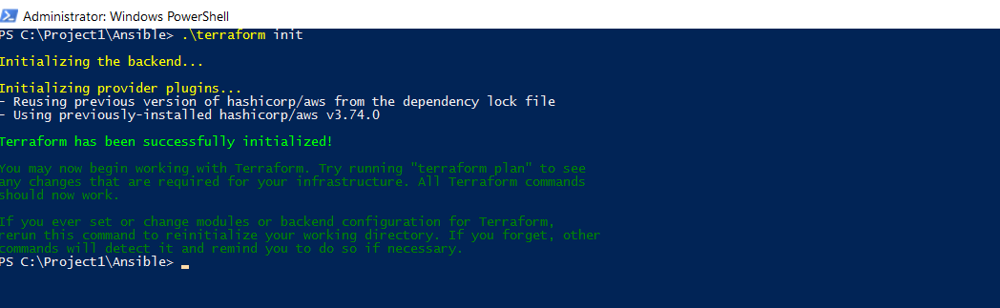 Administrator: Windows PowerShell
PS C:\Project1\Ansible> .\terraform init
Initializing the backend...
Initializing provider plugins...
- Reusing previous version of hashicorp/aws from the dependency lock file
- Using previously-installed hashicorp/aws v3.74.0
Terraform has been successfully initialized!
You may now begin working with Terraform. Try running "terraform plan" to see
any changes that are required for your infrastructure. All Terraform commands
should now work.
If you ever set or change modules or backend configuration for Terraform,
rerun this command to reinitialize your working directory. If you forget, other
commands will detect it and remind you to do so if necessary.
PS C:\Project1\Ansible>